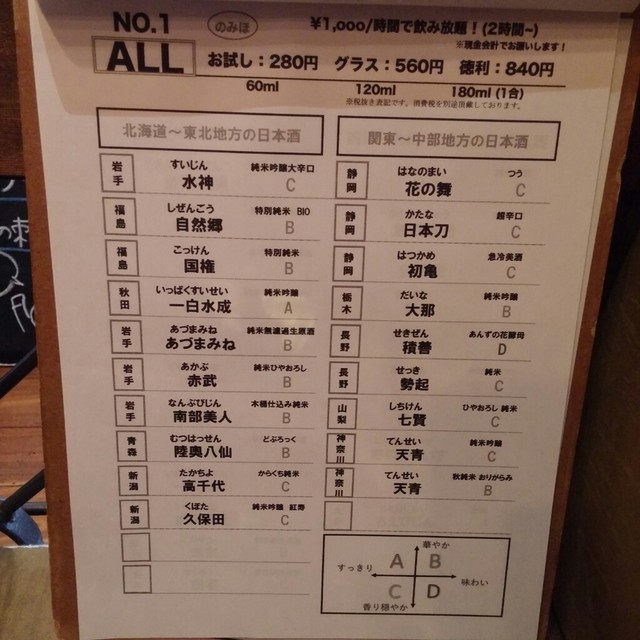 NO.1 のみほ ¥1,000/時間で飲み放題！(2時間~)
※現金会計でお願いします！
ALL お試し：280円 グラス：560円 徳利：840円
60ml 120ml 180ml (1合)
※税抜き表記です。消費税を別途頂戴しております。
北海道～東北地方の日本酒
岩手 すいじん 純米吟醸大辛口
水神 C
福島 しぜんごう 特別純米 BIO
自然郷 B
福島 こっけん 特別純米
国権 B
秋田 いっぱくすいせい 純米吟醸
一白水成 A
岩手 あづまみね 純米無濾過生原酒
あづまみね B
岩手 あかぶ 純米ひやおろし
赤武 B
岩手 なんぶびじん 木桶仕込み純米
南部美人 B
青森 むつはっせん どぶろっく
陸奥八仙 B
新潟 たかちよ からくち純米
高千代 C
新潟 くぼた 純米吟醸 紅寿
久保田 C
関東～中部地方の日本酒
静岡 はなのまい つう
花の舞 C
静岡 かたな 超辛口
日本刀 C
静岡 はつかめ 急冷美酒
初亀 C
栃木 だいな 純米吟醸
大那 B
長野 せきぜん あんずの花酵母
積善 D
長野 せっき 純米
勢起 C
山梨 しちけん ひやおろし 純米
七賢 C
神奈川 てんせい 純米吟醸
天青 C
神奈川 てんせい 秋純米 おりがらみ
天青 B
華やか
A B
すっきり 味わい
C D
香り穏やか